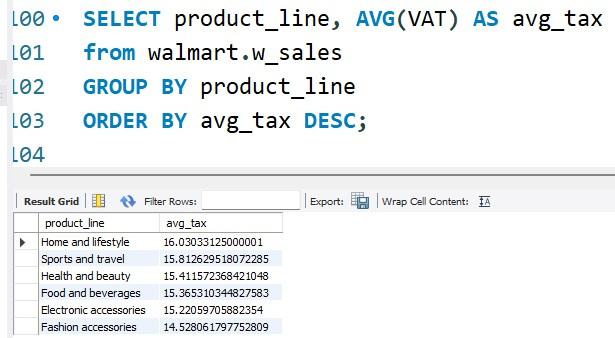 100 SELECT product_line, AVG(VAT) AS avg_tax
101 from walmart.w_sales
102 GROUP BY product_line
103 ORDER BY avg_tax DESC;
104
Result Grid Filter Rows: Export: Wrap Cell Content: IA
product_line avg_tax
Home and lifestyle 16.03033125000001
Sports and travel 15.812629518072285
Health and beauty 15.411572368421048
Food and beverages 15.365310344827583
Electronic accessories 15.22059705882354
Fashion accessories 14.528061797752809